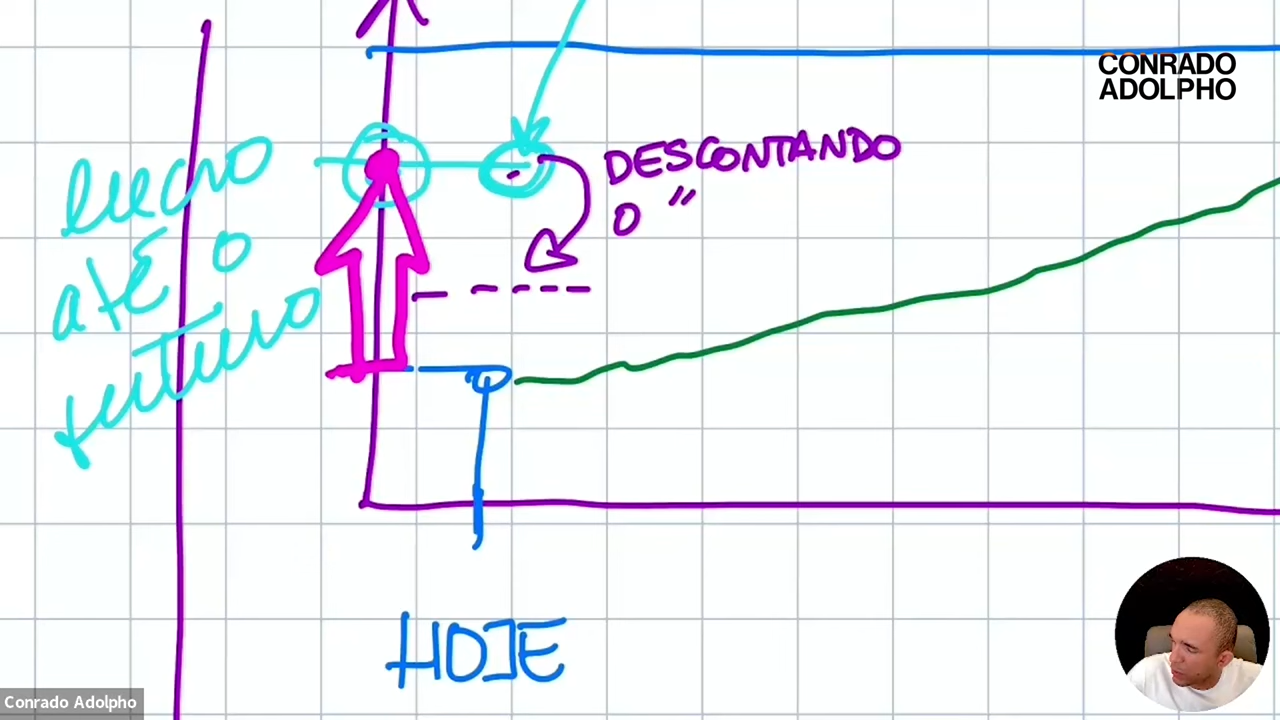 CONRADO
ADOLPHO
lucro
até o
futuro
DESCONTANDO
O "
HOJE
Conrado Adolpho